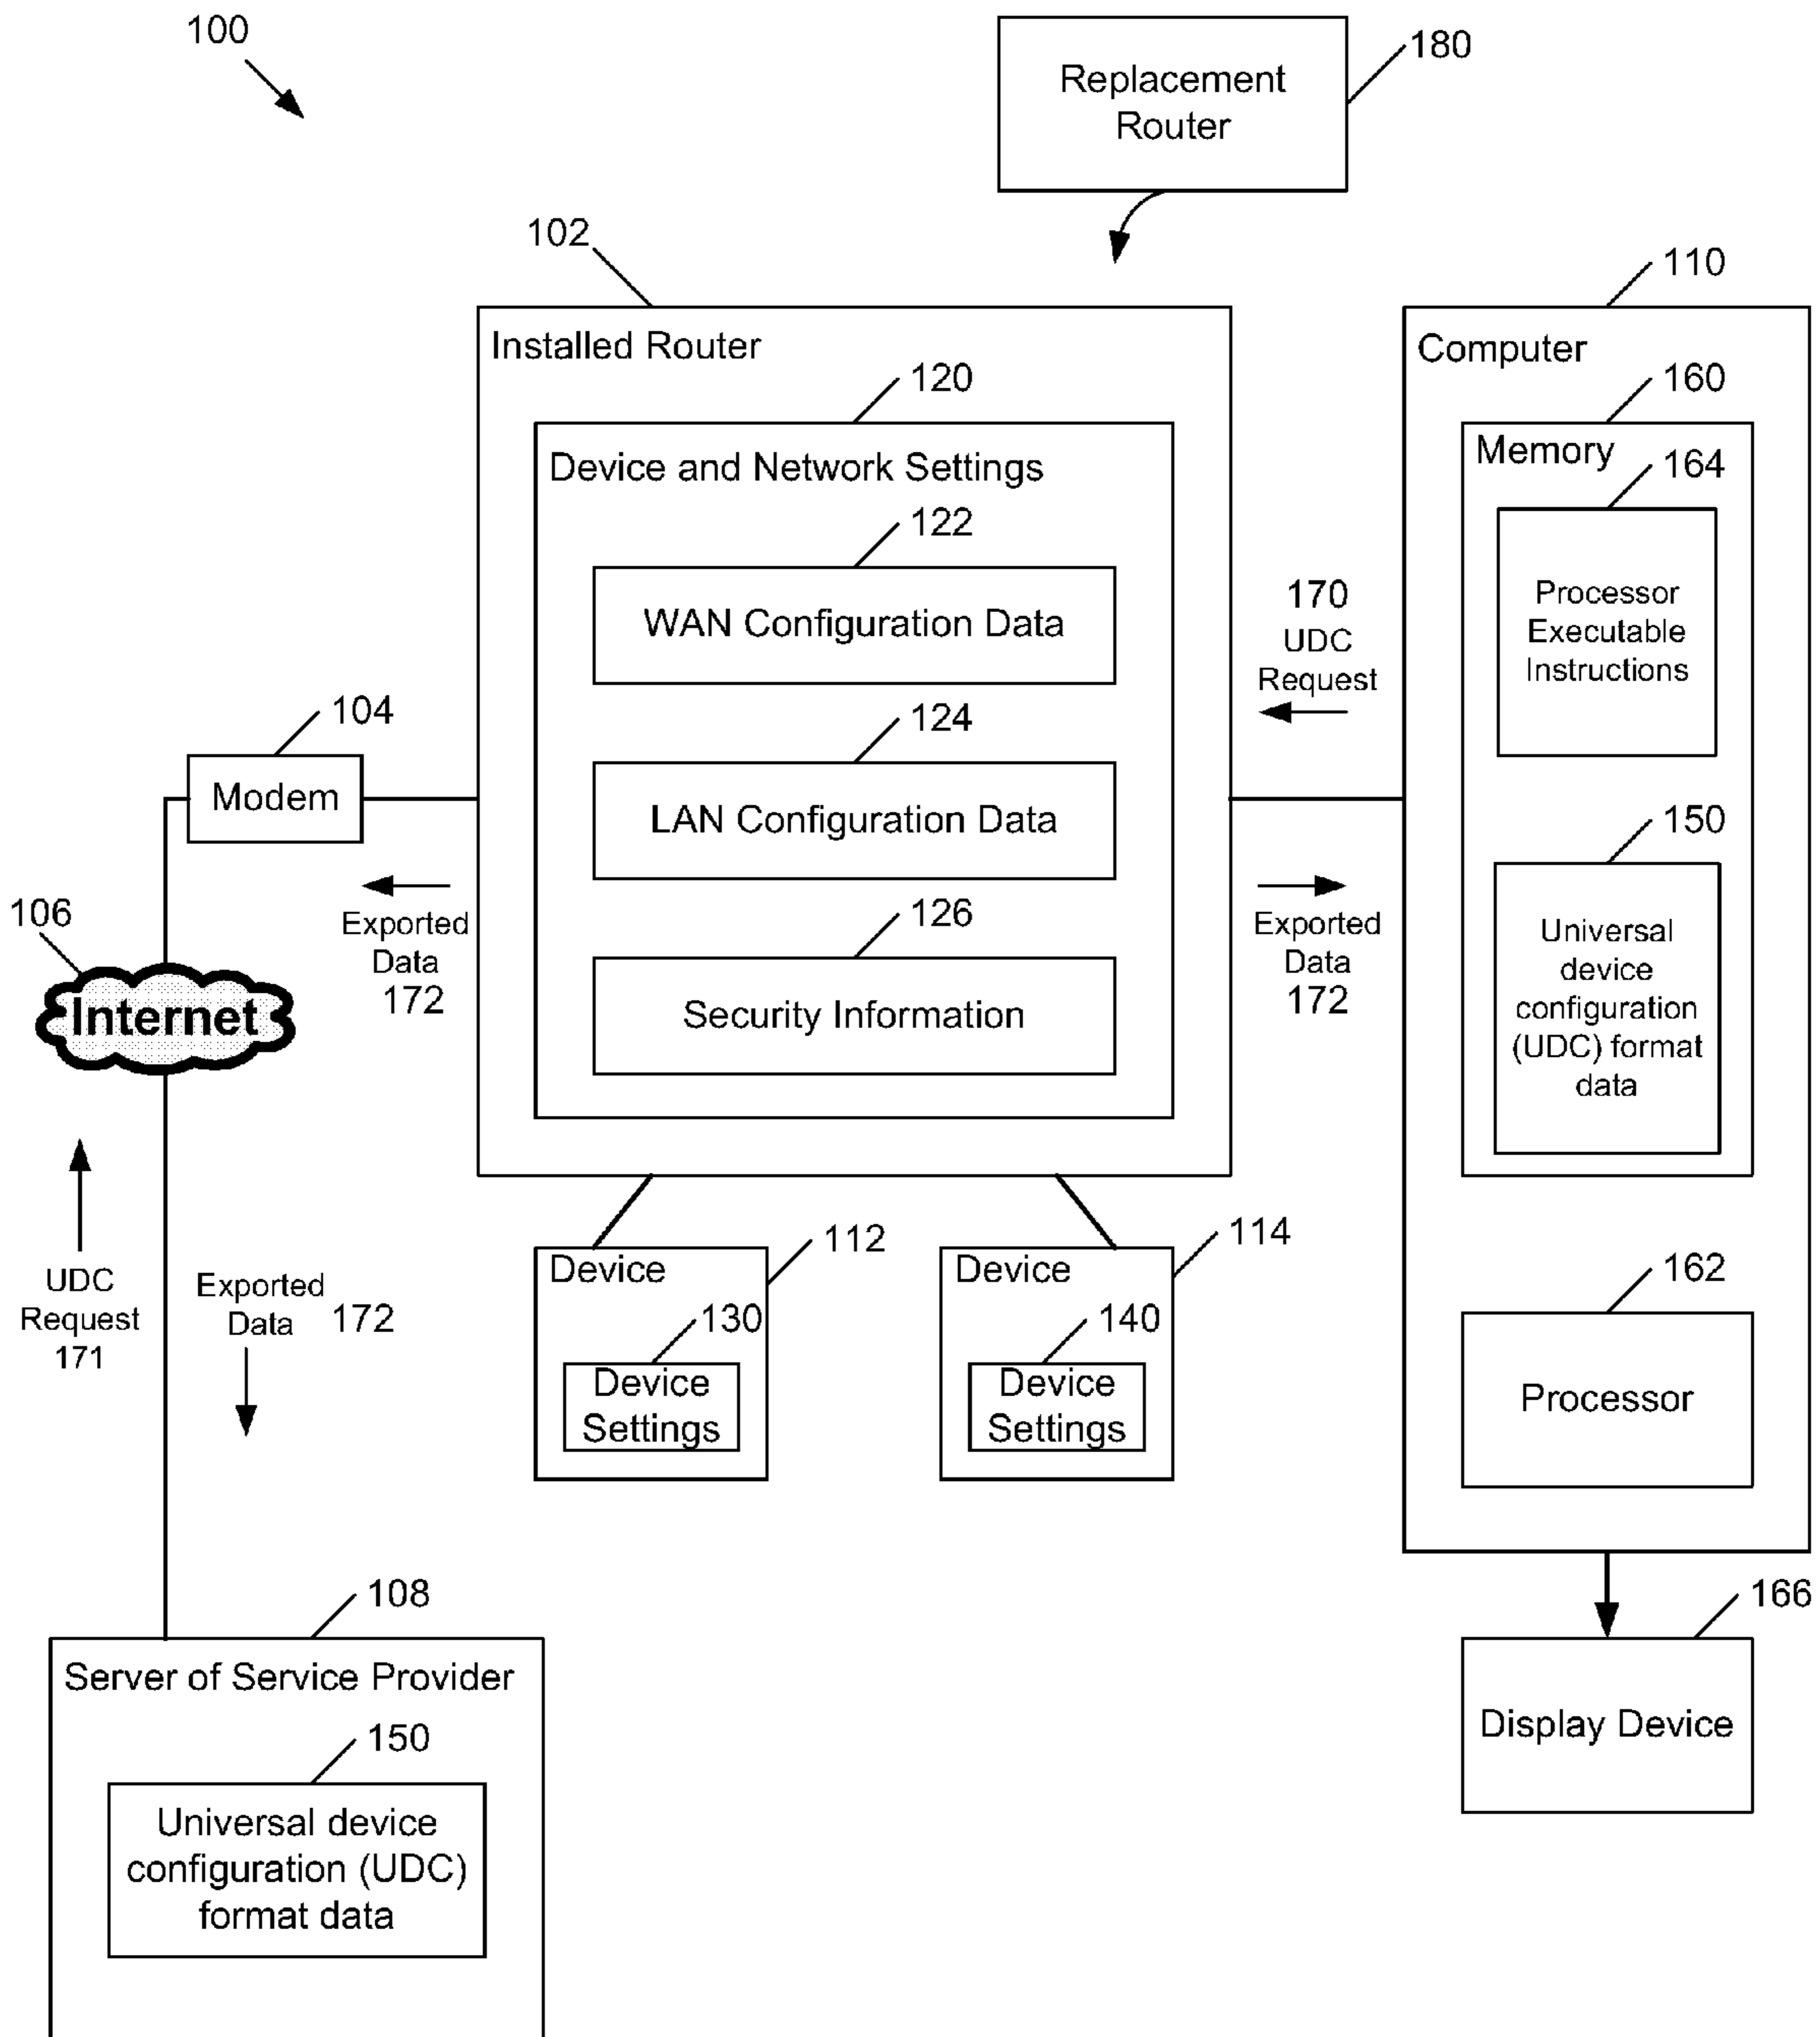 100
180
Replacement
Router
102
110
Installed Router
Computer
120
160
Device and Network Settings
Memory
164
122
WAN Configuration Data
Processor
Executable
Instructions
170
UDC
Request
104
Modem
124
LAN Configuration Data
150
Universal
device
configuration
(UDC) format
data
106
Internet
Exported
Data
172
126
Security Information
Exported
Data
172
UDC
Request
171
Exported
Data
172
112
Device
130
Device
Settings
114
Device
140
Device
Settings
162
Processor
108
Server of Service Provider
150
Universal device
configuration (UDC)
format data
166
Display Device